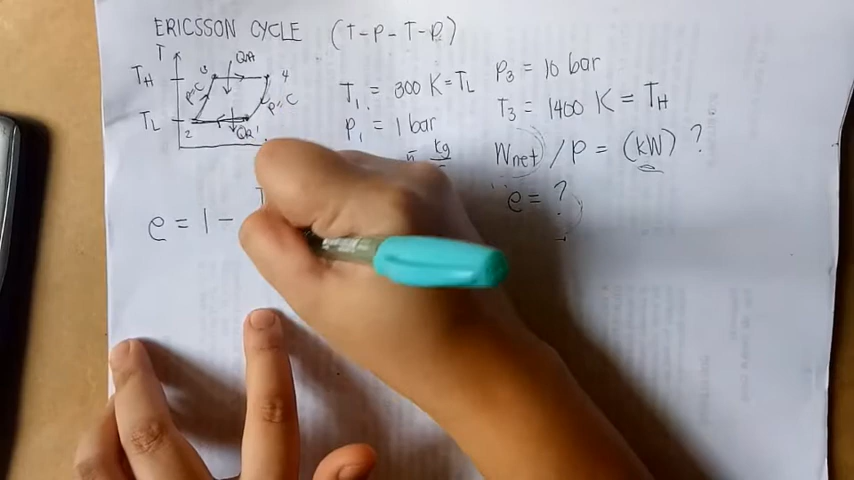 ERICSSON CYCLE (T-P-T-P)
T
TH
TL
3
4
2
1
QA
QR
P=C
P=C
T1 = 300 K = TL
P1 = 1 bar
kg
P3 = 10 bar
T3 = 1400 K = TH
Wnet / P = (kW) ?
e = ?
e = 1 -